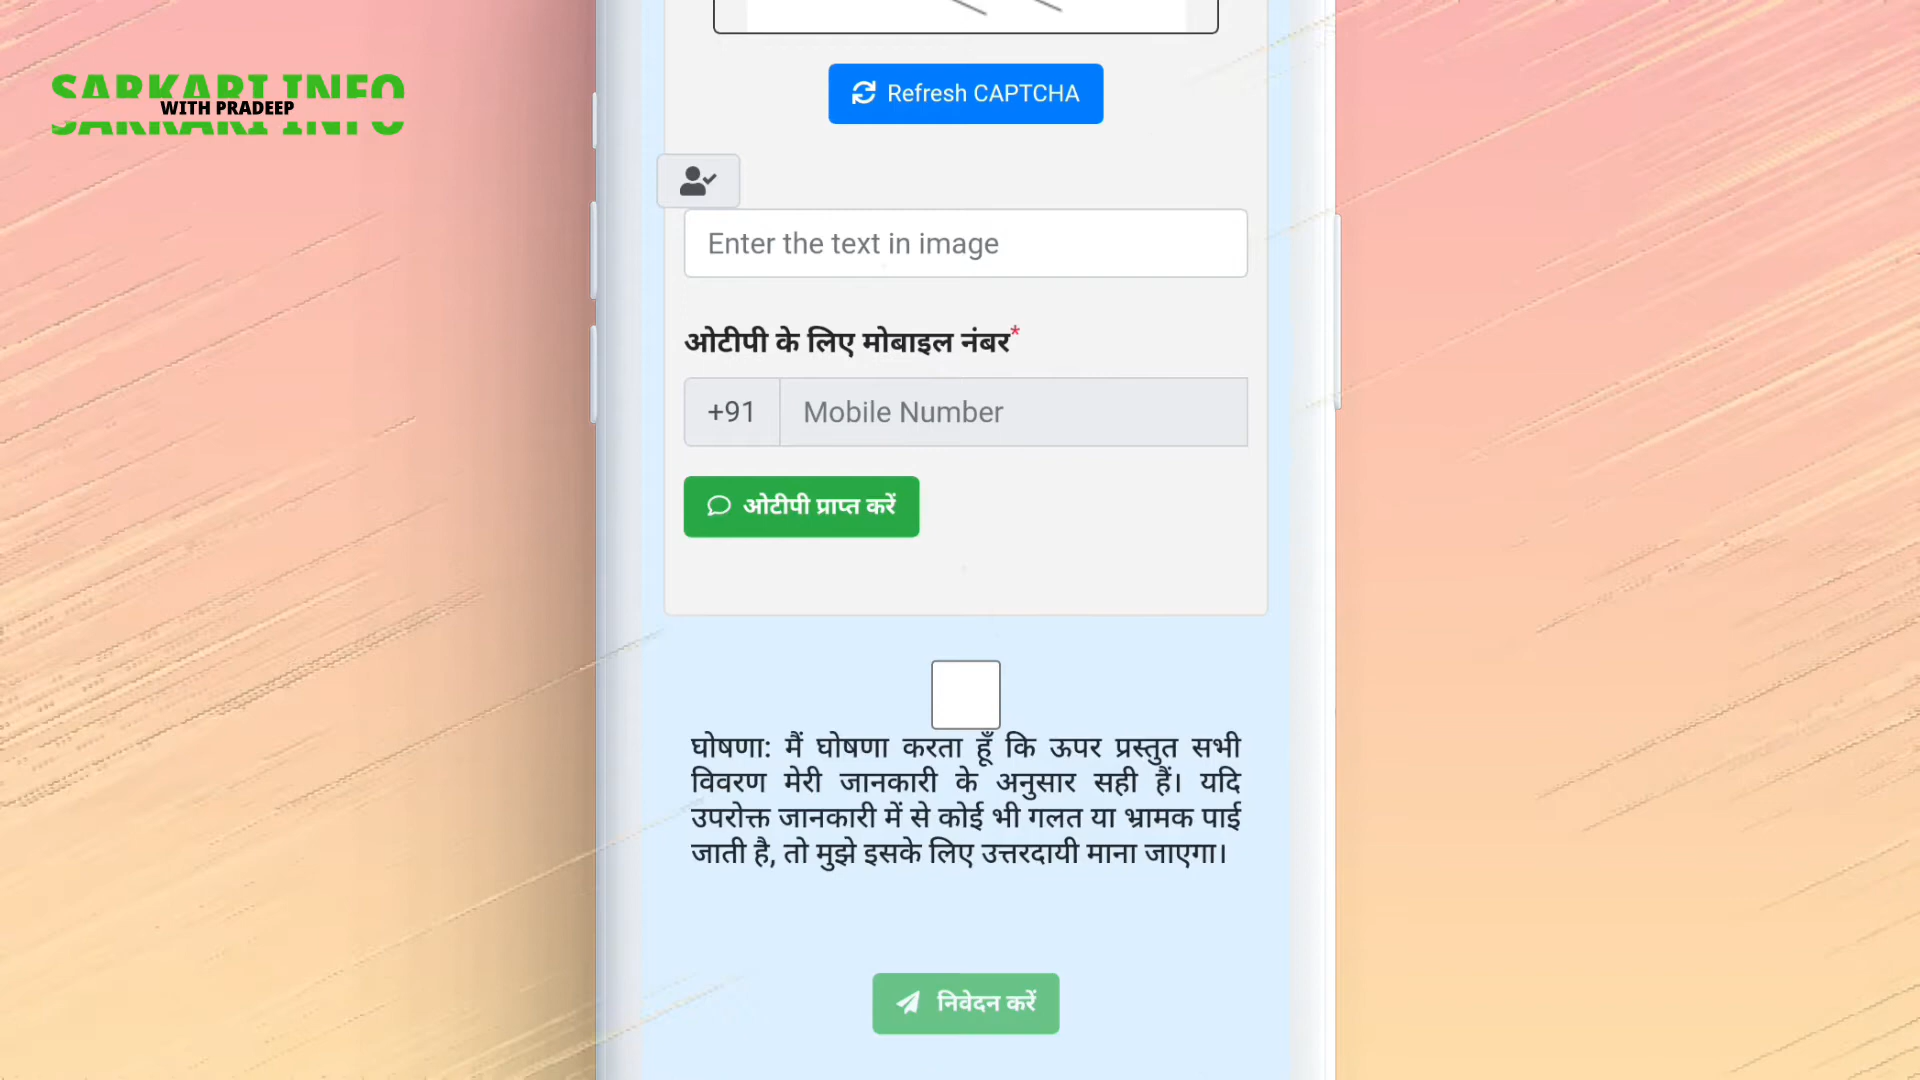 SARKARI INFO
WITH PRADEEP
Refresh CAPTCHA
Enter the text in image
ओटीपी के लिए मोबाइल नंबर*
+91 Mobile Number
ओटीपी प्राप्त करें
घोषणा: मैं घोषणा करता हूँ कि ऊपर प्रस्तुत सभी
विवरण मेरी जानकारी के अनुसार सही हैं। यदि
उपरोक्त जानकारी में से कोई भी गलत या भ्रामक पाई
जाती है, तो मुझे इसके लिए उत्तरदायी माना जाएगा।
निवेदन करें